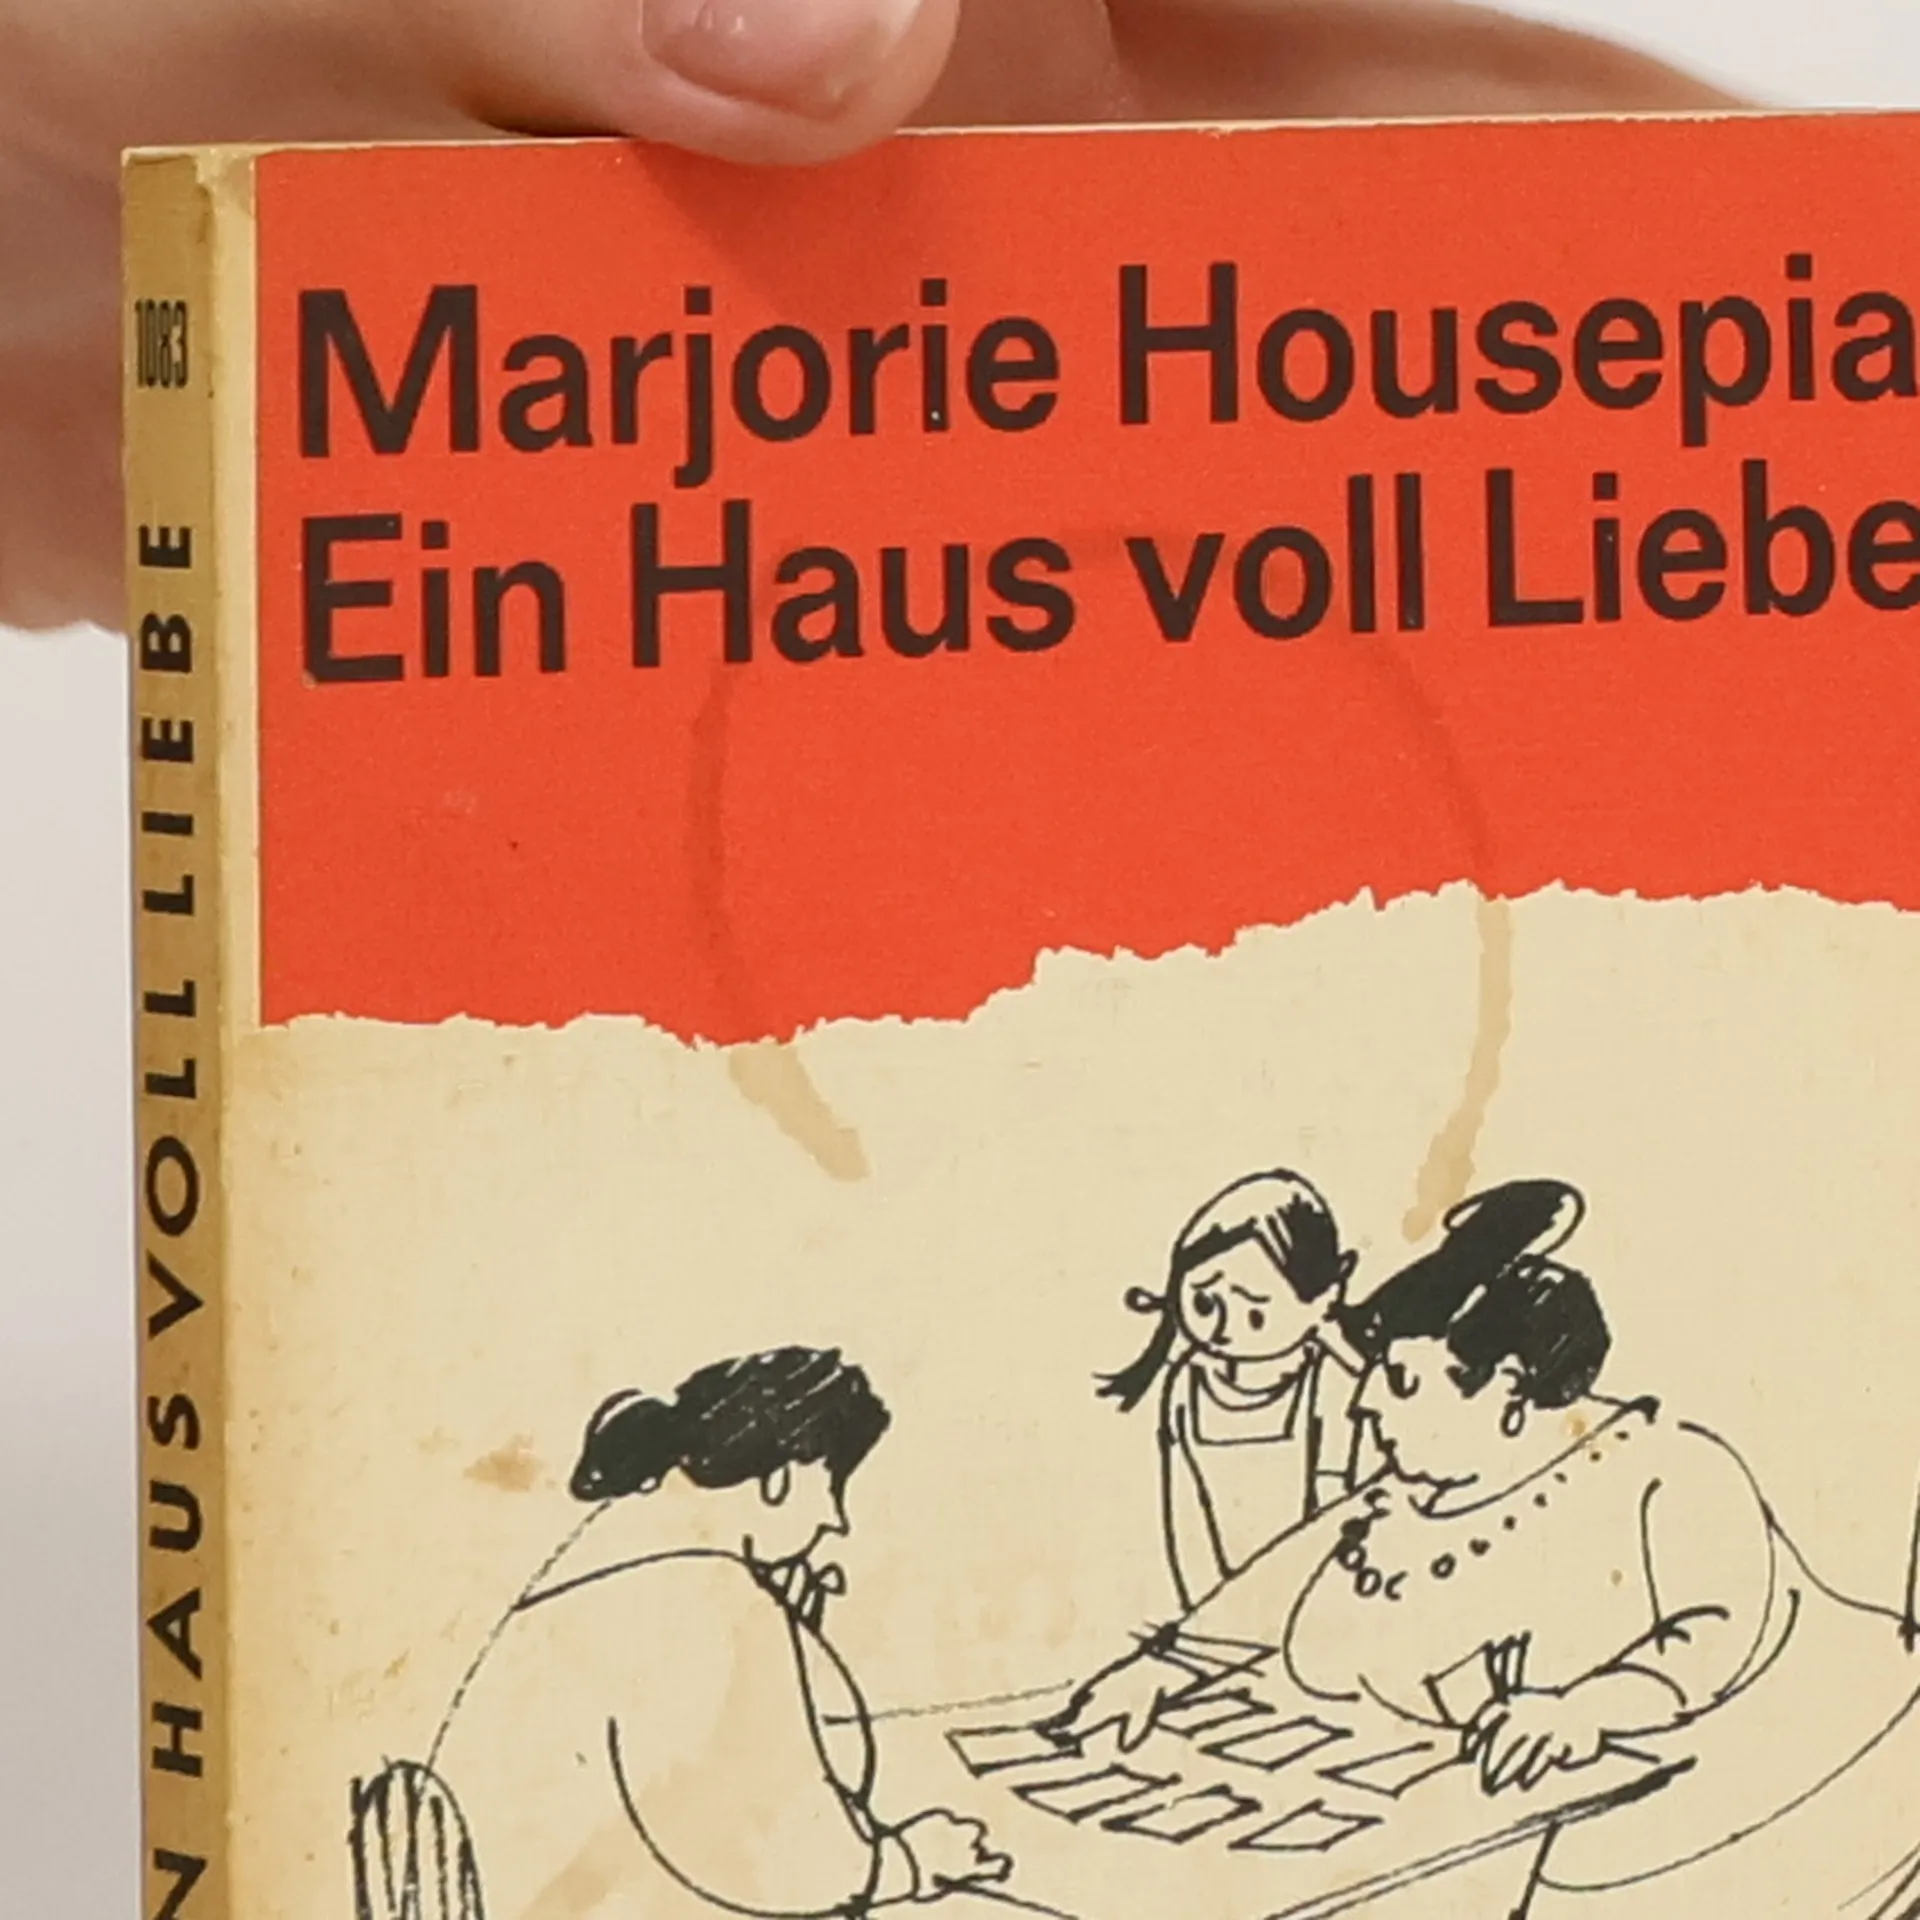 Marjorie Housepia
Ein Haus voll Liebe
1083
N HAUS VOLL LIEBE